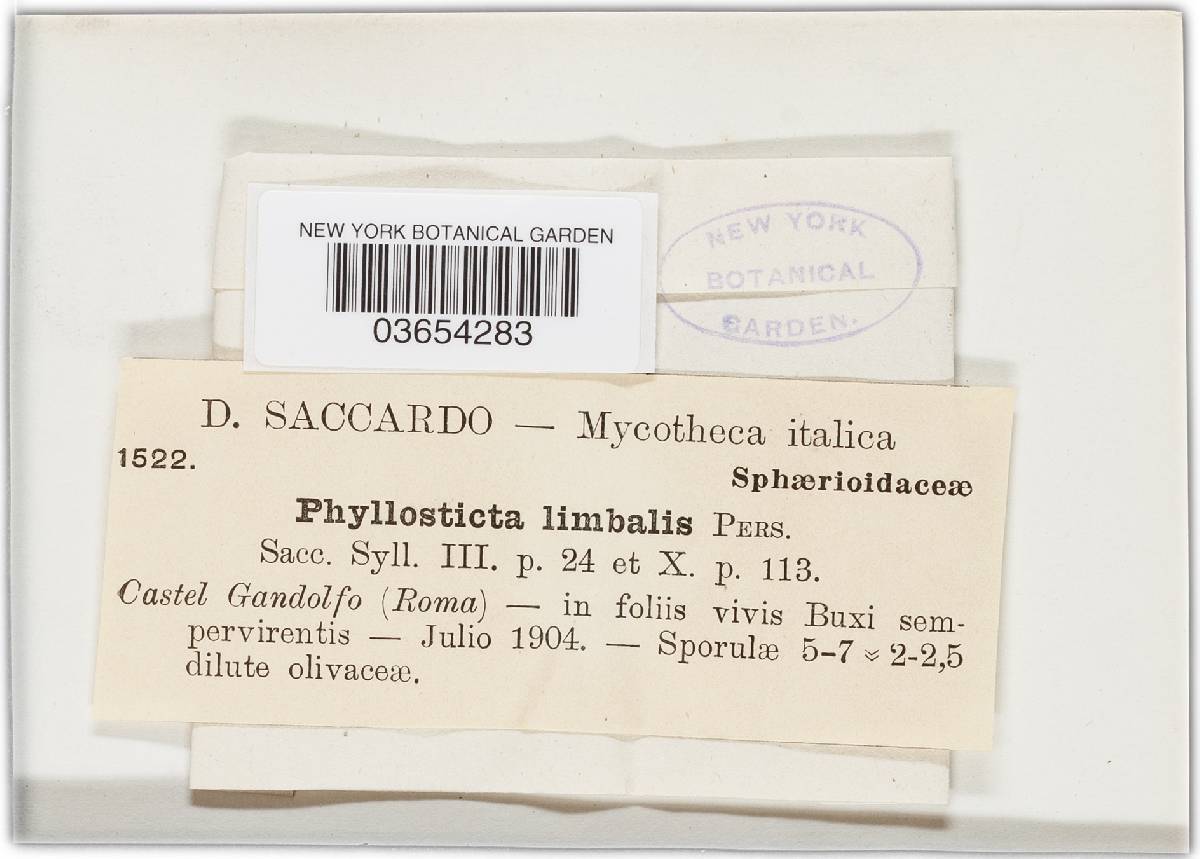 NEW YORK BOTANICAL GARDEN
03654283
NEW YORK
BOTANICAL
GARDEN.
D. SACCARDO — Mycotheca italica
1522.
Sphærioidaceæ
Phyllosticta limbalis PERS.
Sacc. Syll. III. p. 24 et X. p. 113.
Castel Gandolfo (Roma) — in foliis vivis Buxi sem-
pervirentis — Julio 1904. — Sporulæ 5-7 ⪾ 2-2,5
dilute olivaceæ.